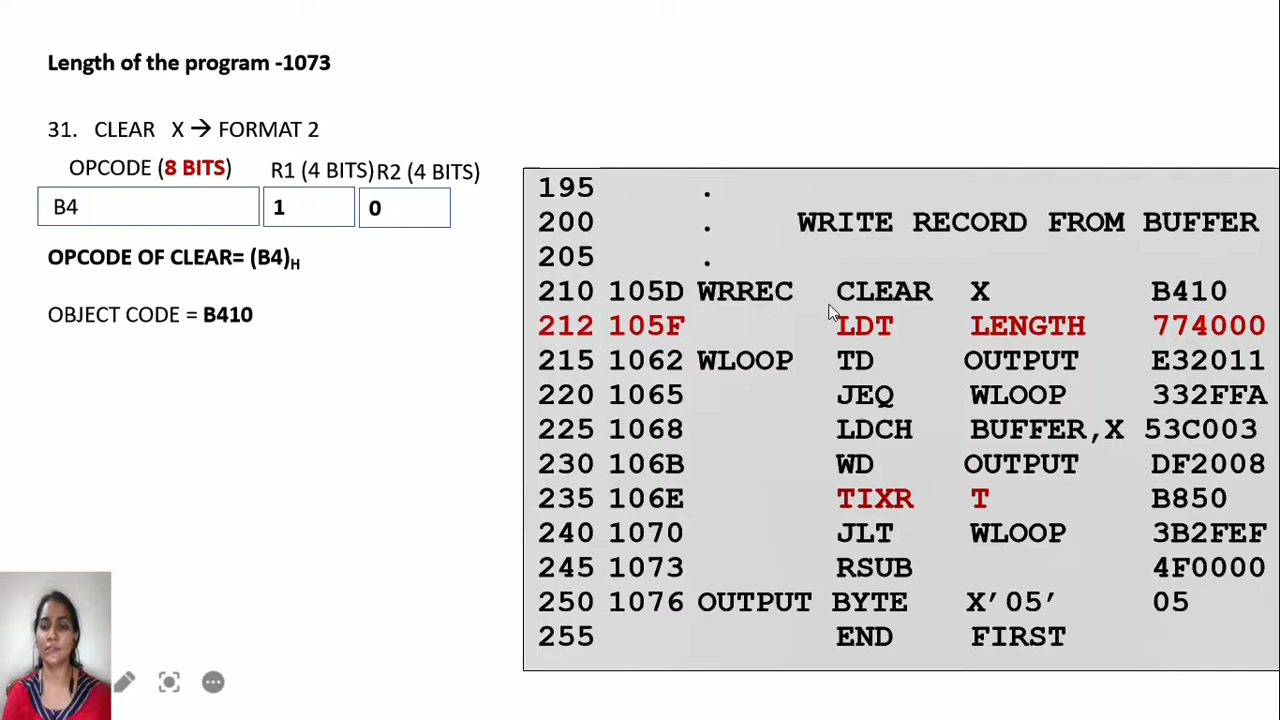 Length of the program -1073
31. CLEAR X → FORMAT 2
OPCODE (8 BITS) R1 (4 BITS) R2 (4 BITS)
B4 1 0
OPCODE OF CLEAR= (B4)H
OBJECT CODE = B410
195 .
200 . WRITE RECORD FROM BUFFER
205 .
210 105D WRREC CLEAR X B410
212 105F LDT LENGTH 774000
215 1062 WLOOP TD OUTPUT E32011
220 1065 JEQ WLOOP 332FFA
225 1068 LDCH BUFFER,X 53C003
230 106B WD OUTPUT DF2008
235 106E TIXR T B850
240 1070 JLT WLOOP 3B2FEF
245 1073 RSUB 4F0000
250 1076 OUTPUT BYTE X'05' 05
255 END FIRST